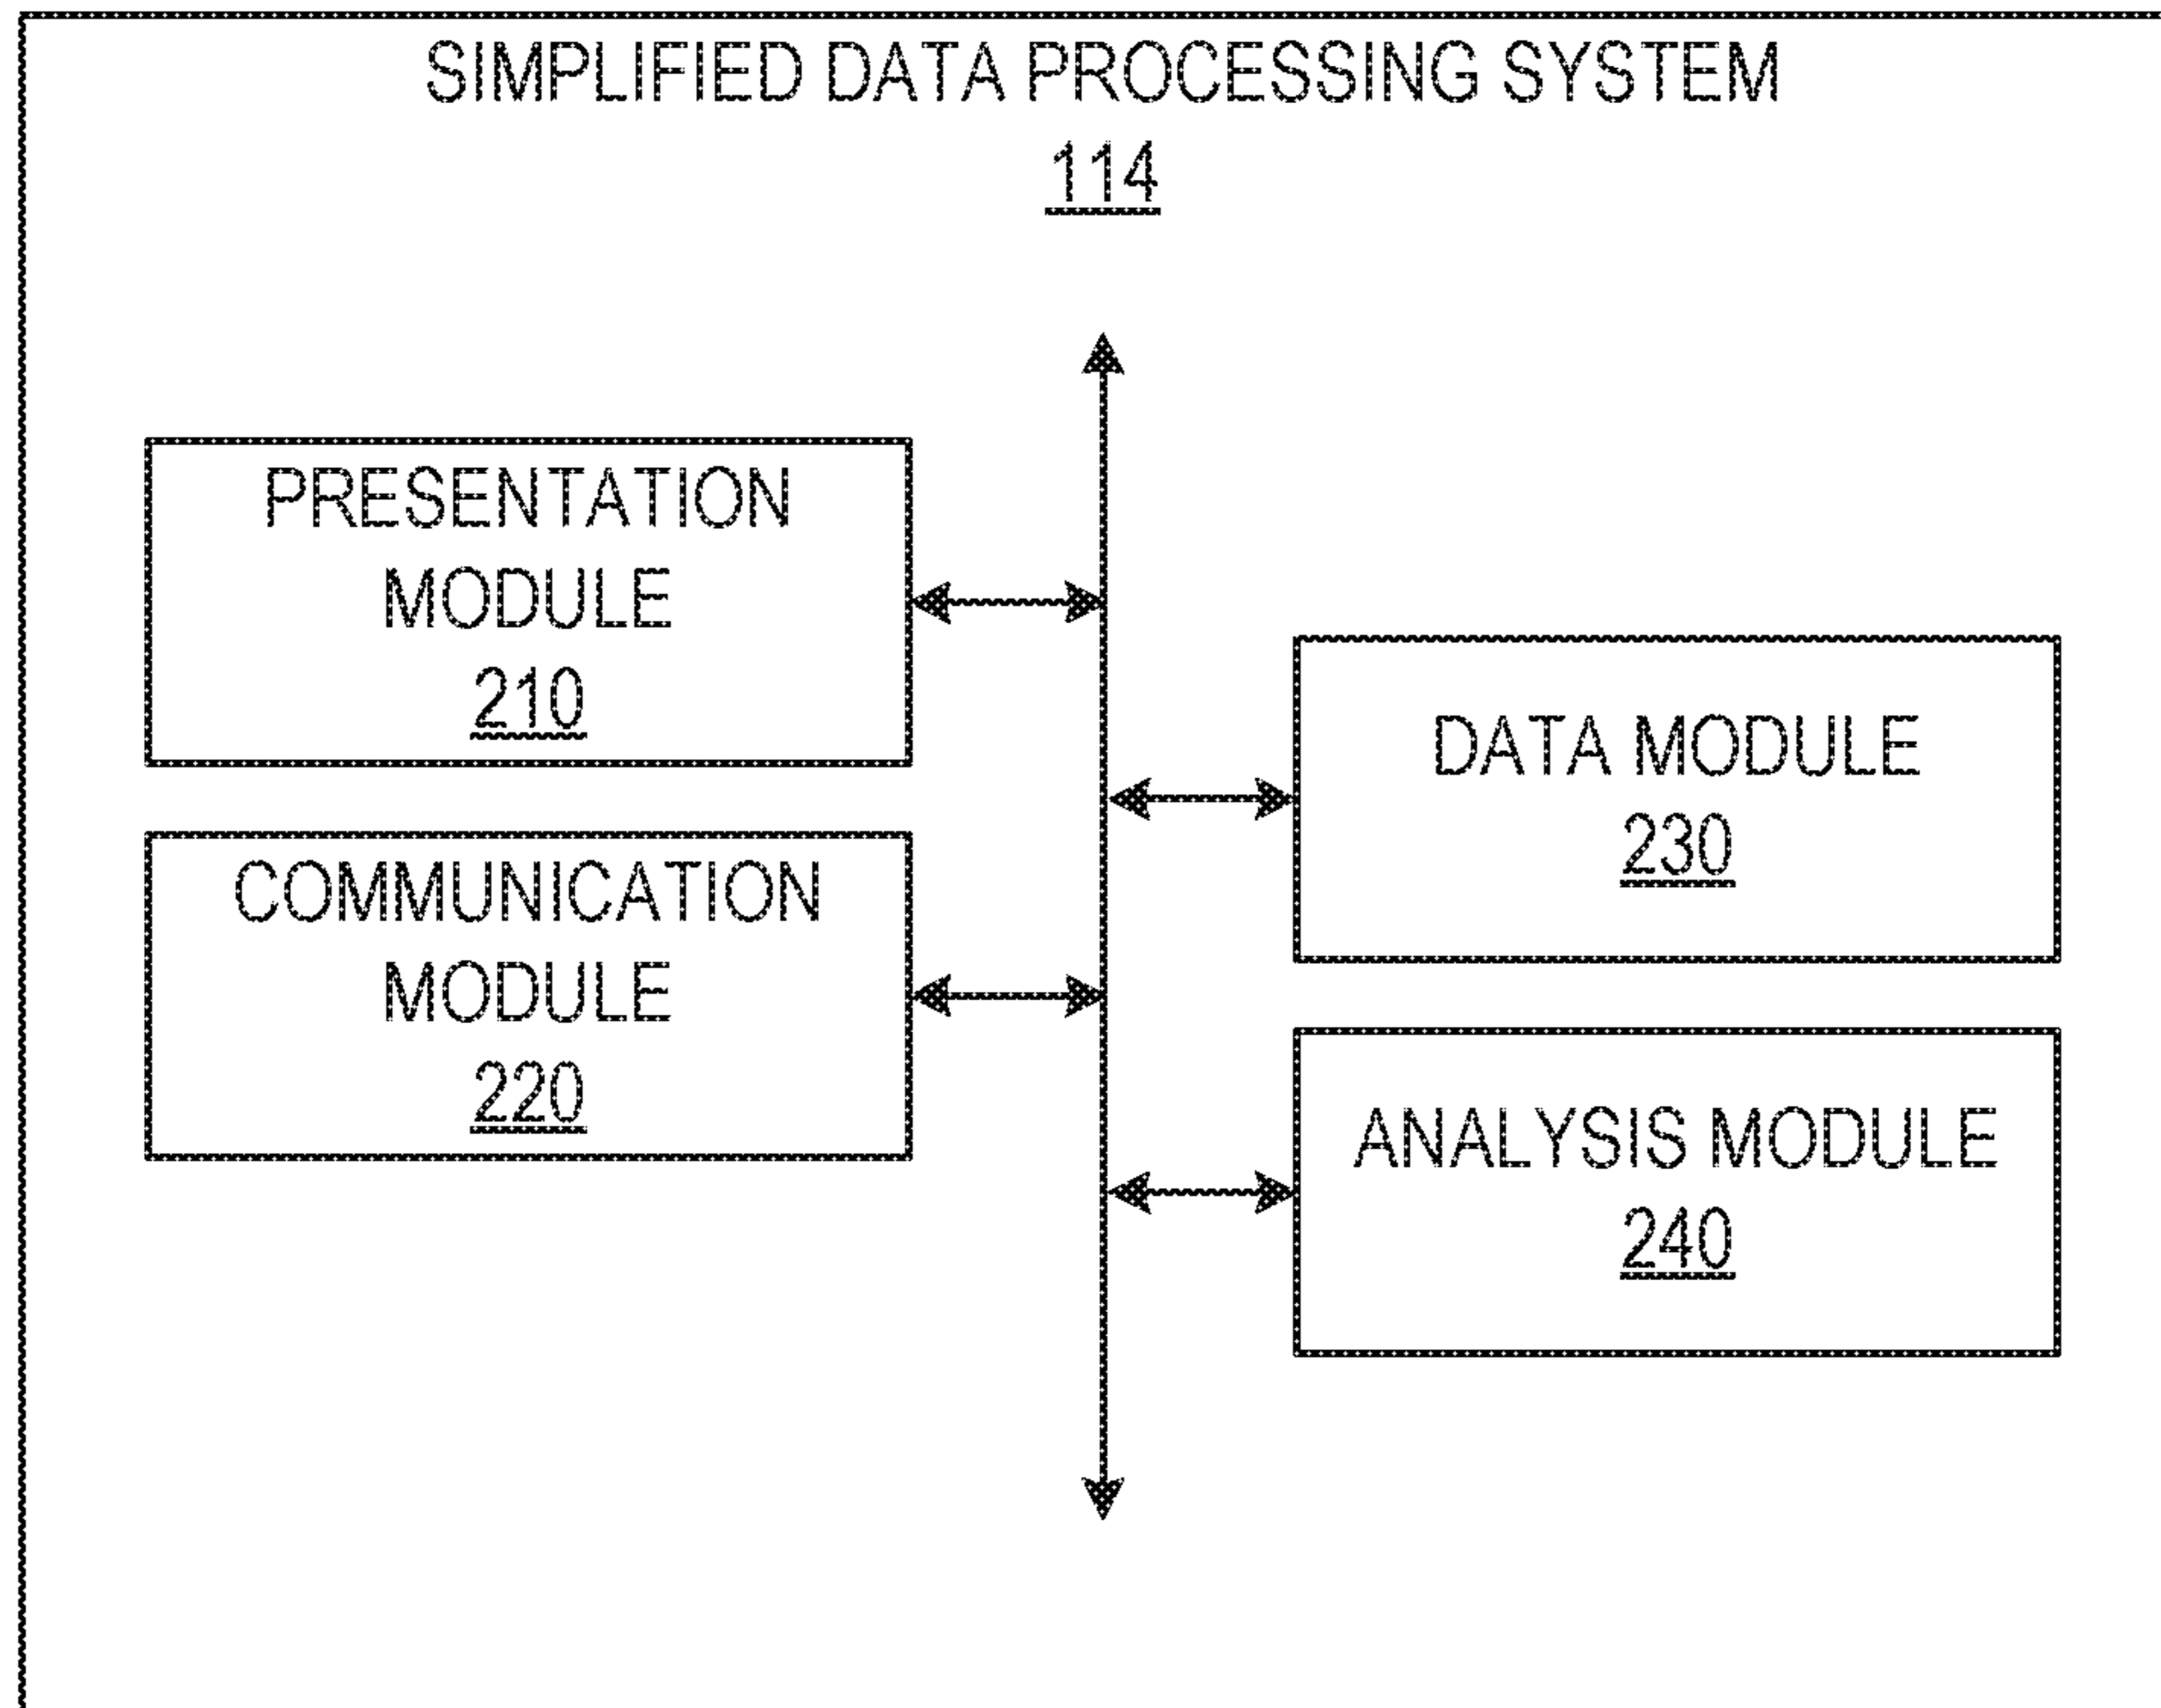 SIMPLIFIED DATA PROCESSING SYSTEM
114
PRESENTATION
MODULE
210
COMMUNICATION
MODULE
220
DATA MODULE
230
ANALYSIS MODULE
240